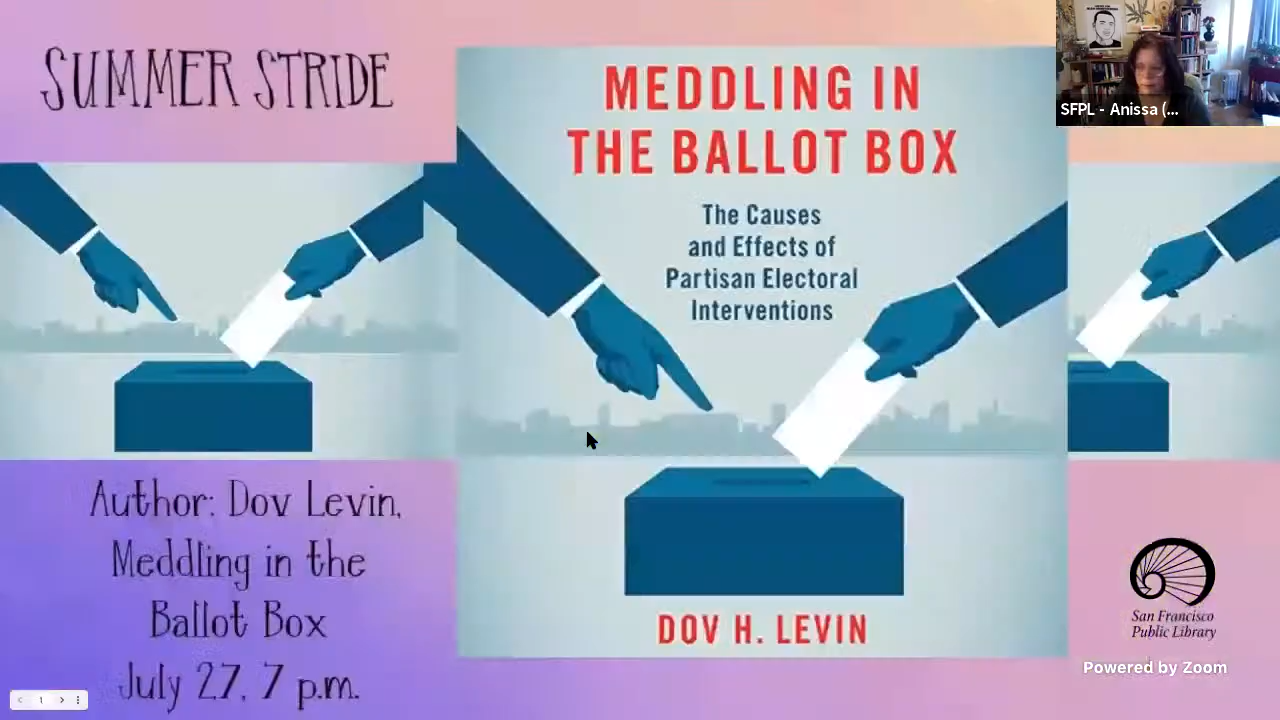 SUMMER STRIDE
MEDDLING IN
THE BALLOT BOX
The Causes
and Effects of
Partisan Electoral
Interventions
DOV H. LEVIN
Author: Dov Levin,
Meddling in the
Ballot Box
July 27, 7 p.m.
SFPL - Anissa (...
San Francisco
Public Library
Powered by Zoom
1